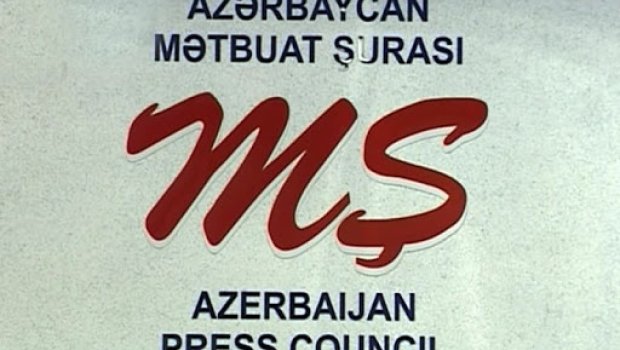 AZƏRBAYCAN
MƏTBUAT ŞURASI
MŞ
AZERBAIJAN
PRESS COUNCIL